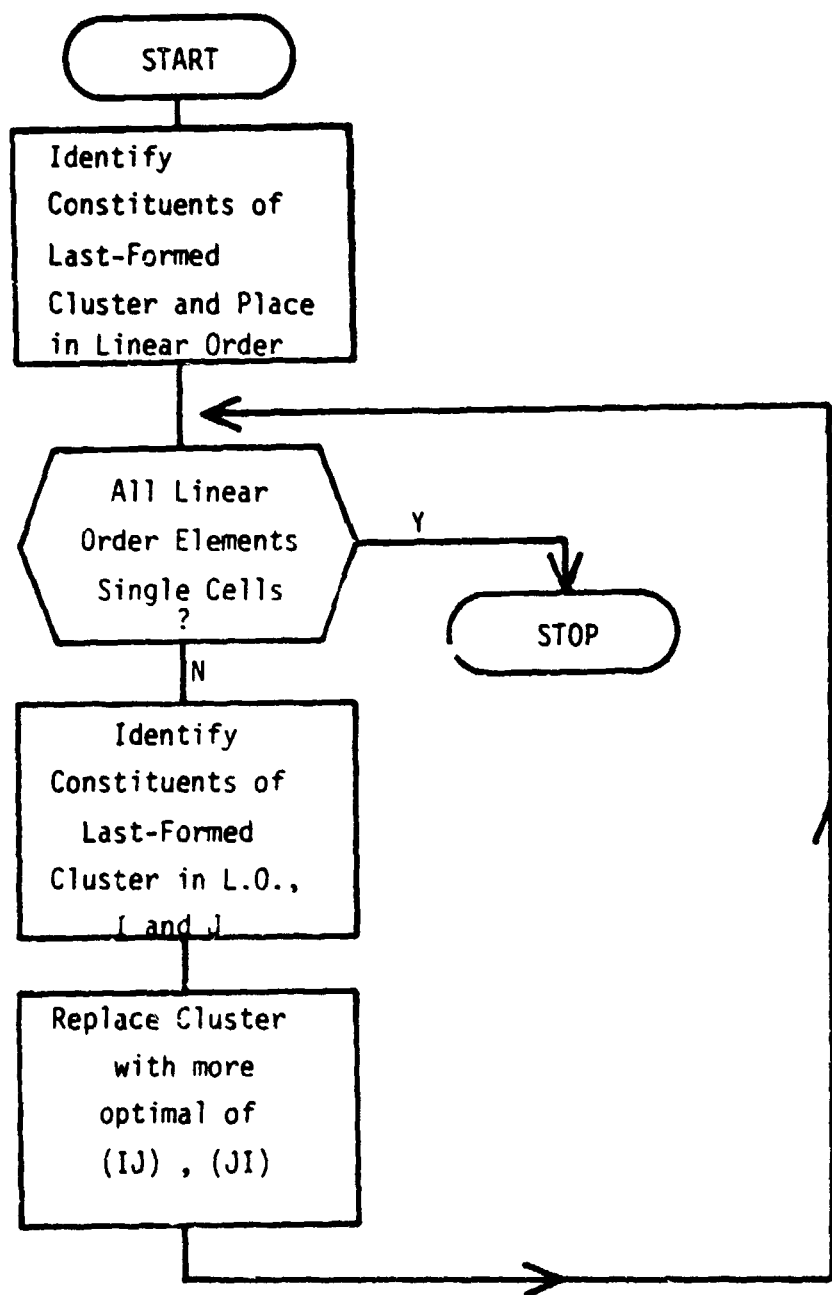 START
Identify
Constituents of
Last-Formed
Cluster and Place
in Linear Order
All Linear
Order Elements
Single Cells
?
Y
STOP
N
Identify
Constituents of
Last-Formed
Cluster in L.O.,
I and J
Replace Cluster
with more
optimal of
(IJ) , (JI)